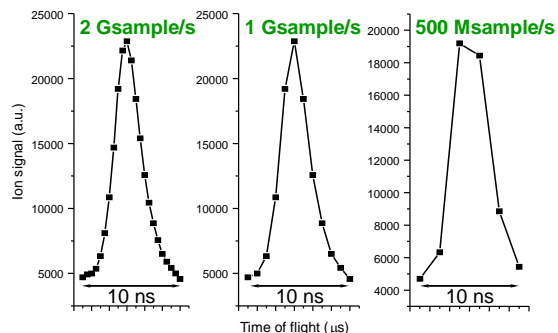 2 Gsample/s
1 Gsample/s
500 Msample/s
Ion signal (a.u.)
25000
20000
15000
10000
5000
10 ns
25000
20000
15000
10000
5000
10 ns
20000
18000
16000
14000
12000
10000
8000
6000
4000
10 ns
Time of flight (μs)